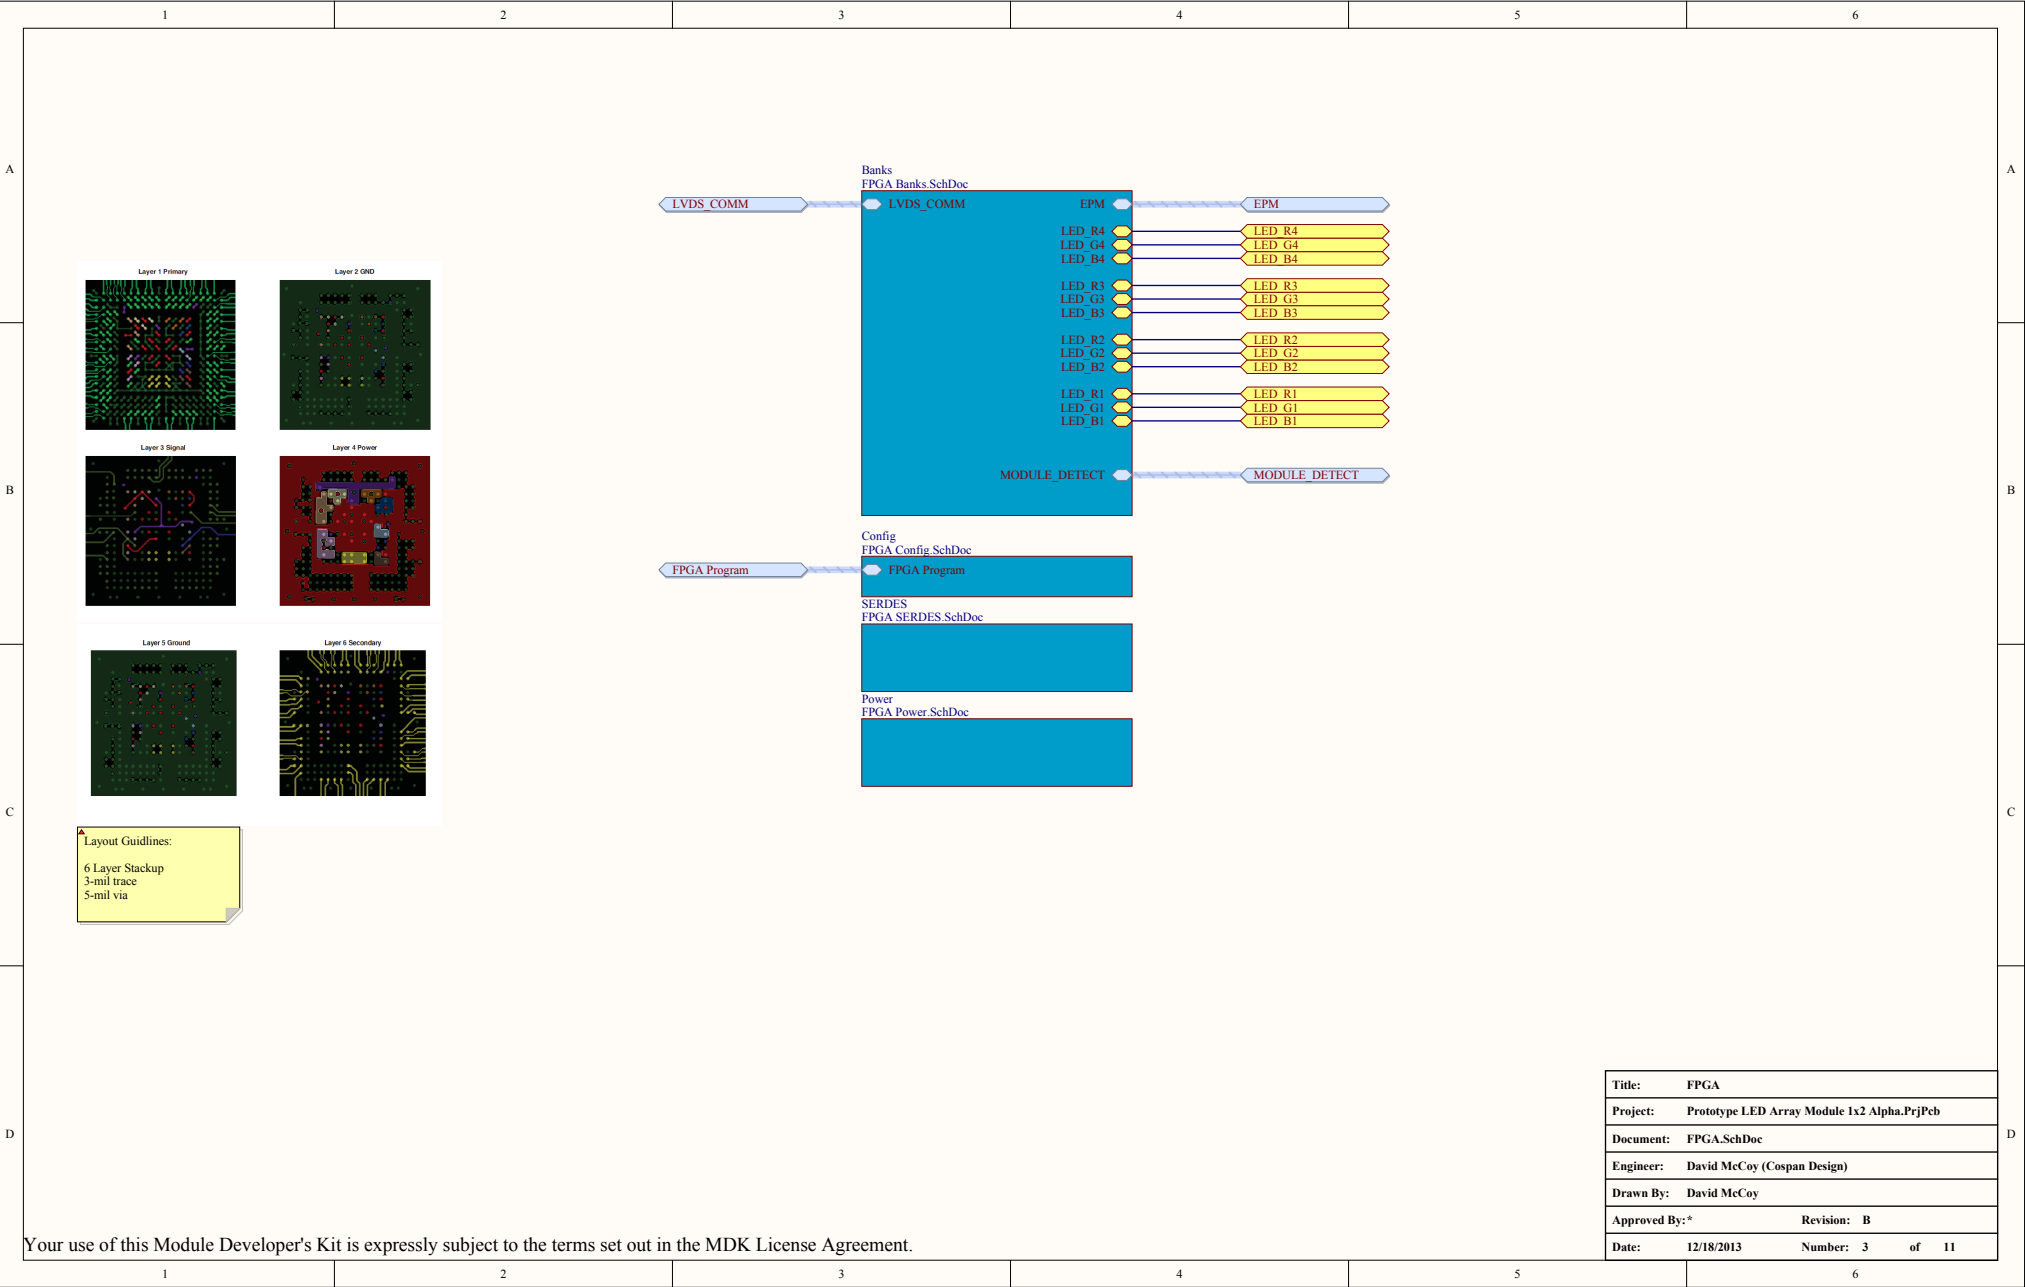 1 2 3 4 5 6
A A
Banks
FPGA Banks.SchDoc
LVDS_COMM LVDS_COMM EPM EPM
LED_R4 LED_R4
LED_G4 LED_G4
LED_B4 LED_B4
LED_R3 LED_R3
LED_G3 LED_G3
LED_B3 LED_B3
LED_R2 LED_R2
LED_G2 LED_G2
LED_B2 LED_B2
LED_R1 LED_R1
LED_G1 LED_G1
LED_B1 LED_B1
MODULE_DETECT MODULE_DETECT
Layer 1 Primary Layer 2 GND
Layer 3 Signal Layer 4 Power
B B
Config
FPGA Config.SchDoc
FPGA Program FPGA Program
SERDES
FPGA SERDES.SchDoc
Layer 5 Ground Layer 6 Secondary
Power
FPGA Power.SchDoc
C C
Layout Guidlines:
6 Layer Stackup
3-mil trace
5-mil via
D D
Title: FPGA
Project: Prototype LED Array Module 1x2 Alpha.PrjPcb
Document: FPGA.SchDoc
Engineer: David McCoy (Cospan Design)
Drawn By: David McCoy
Approved By: * Revision: B
Date: 12/18/2013 Number: 3 of 11
Your use of this Module Developer's Kit is expressly subject to the terms set out in the MDK License Agreement.
1 2 3 4 5 6